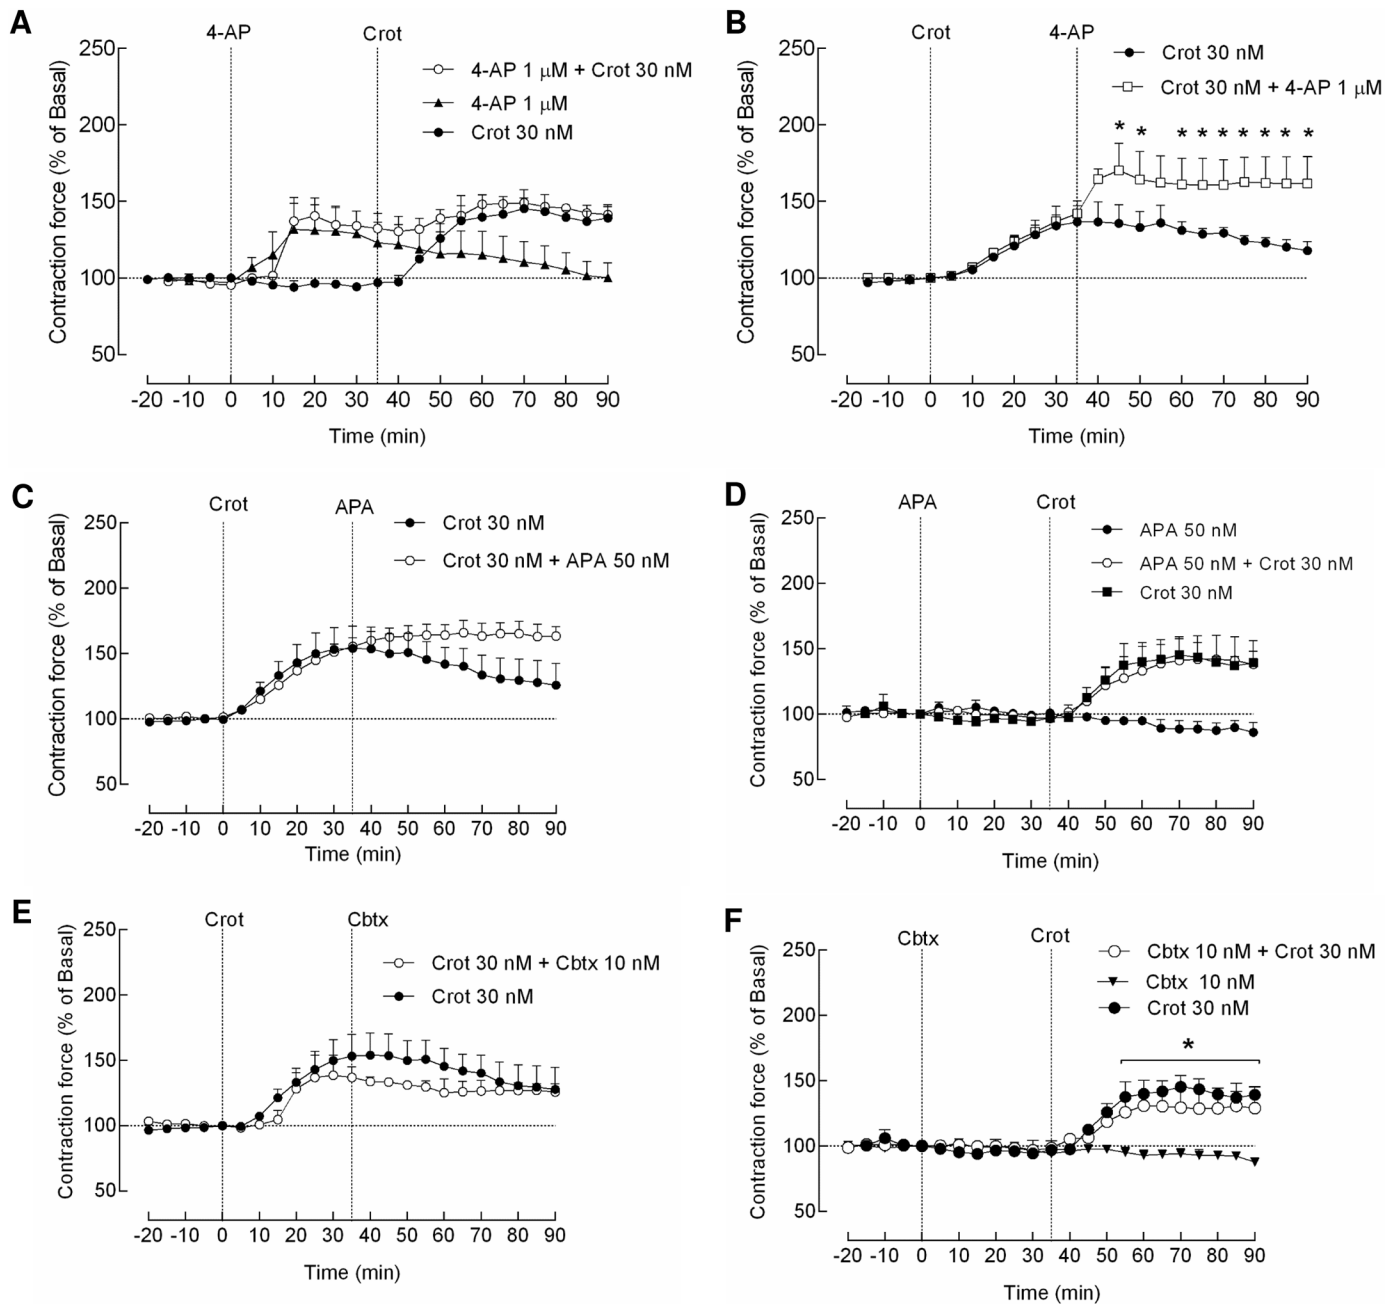 A
4-AP
Crot
250
200
150
100
50
Contraction force (% of Basal)
4-AP 1 μM + Crot 30 nM
4-AP 1 μM
Crot 30 nM
-20 -10 0 10 20 30 40 50 60 70 80 90
Time (min)
B
Crot
4-AP
250
200
150
100
50
Contraction force (% of Basal)
Crot 30 nM
Crot 30 nM + 4-AP 1 μM
* * * * * * * * *
-20 -10 0 10 20 30 40 50 60 70 80 90
Time (min)
C
Crot
APA
250
200
150
100
50
Contraction force (% of Basal)
Crot 30 nM
Crot 30 nM + APA 50 nM
-20 -10 0 10 20 30 40 50 60 70 80 90
Time (min)
D
APA
Crot
250
200
150
100
50
Contraction force (% of Basal)
APA 50 nM
APA 50 nM + Crot 30 nM
Crot 30 nM
-20 -10 0 10 20 30 40 50 60 70 80 90
Time (min)
E
Crot
Cbtx
250
200
150
100
50
Contraction force (% of Basal)
Crot 30 nM + Cbtx 10 nM
Crot 30 nM
-20 -10 0 10 20 30 40 50 60 70 80 90
Time (min)
F
Cbtx
Crot
250
200
150
100
50
Contraction force (% of Basal)
Cbtx 10 nM + Crot 30 nM
Cbtx 10 nM
Crot 30 nM
*
-20 -10 0 10 20 30 40 50 60 70 80 90
Time (min)